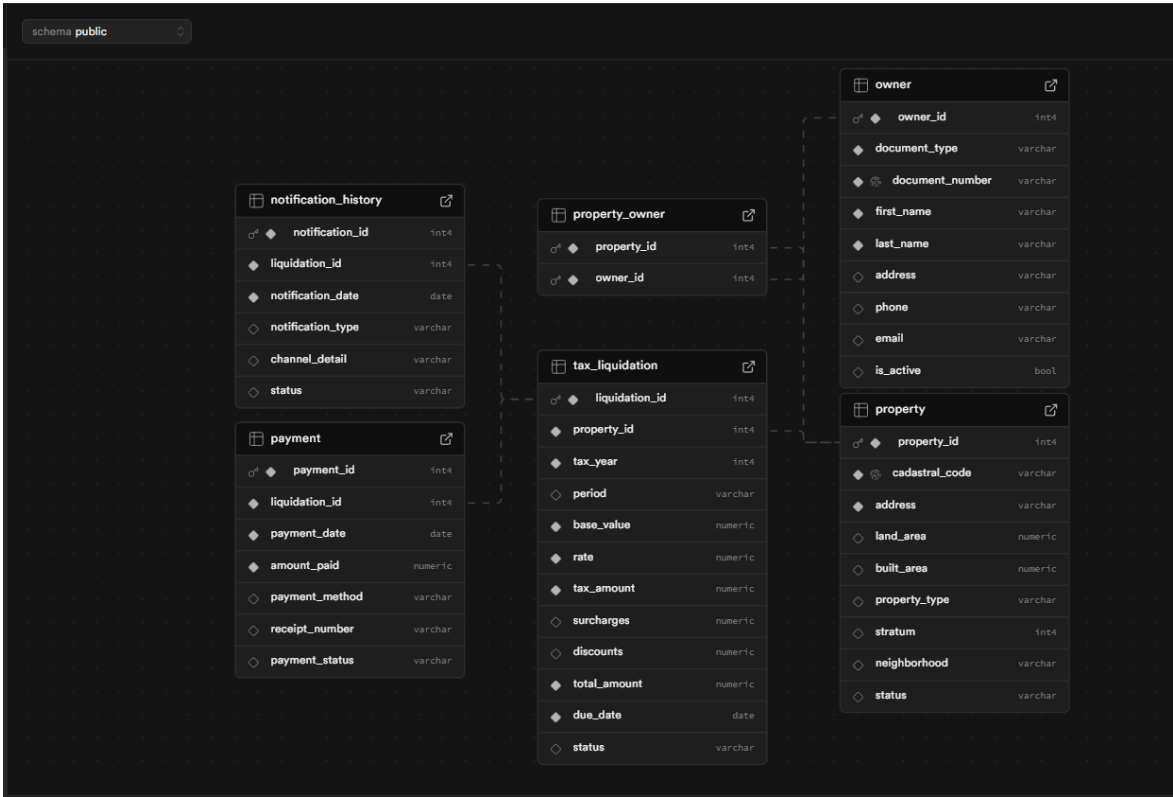 schema public
notification_history
notification_id int4
liquidation_id int4
notification_date date
notification_type varchar
channel_detail varchar
status varchar
payment
payment_id int4
liquidation_id int4
payment_date date
amount_paid numeric
payment_method varchar
receipt_number varchar
payment_status varchar
property_owner
property_id int4
owner_id int4
tax_liquidation
liquidation_id int4
property_id int4
tax_year int4
period varchar
base_value numeric
rate numeric
tax_amount numeric
surcharges numeric
discounts numeric
total_amount numeric
due_date date
status varchar
owner
owner_id int4
document_type varchar
document_number varchar
first_name varchar
last_name varchar
address varchar
phone varchar
email varchar
is_active bool
property
property_id int4
cadastral_code varchar
address varchar
land_area numeric
built_area numeric
property_type varchar
stratum int4
neighborhood varchar
status varchar